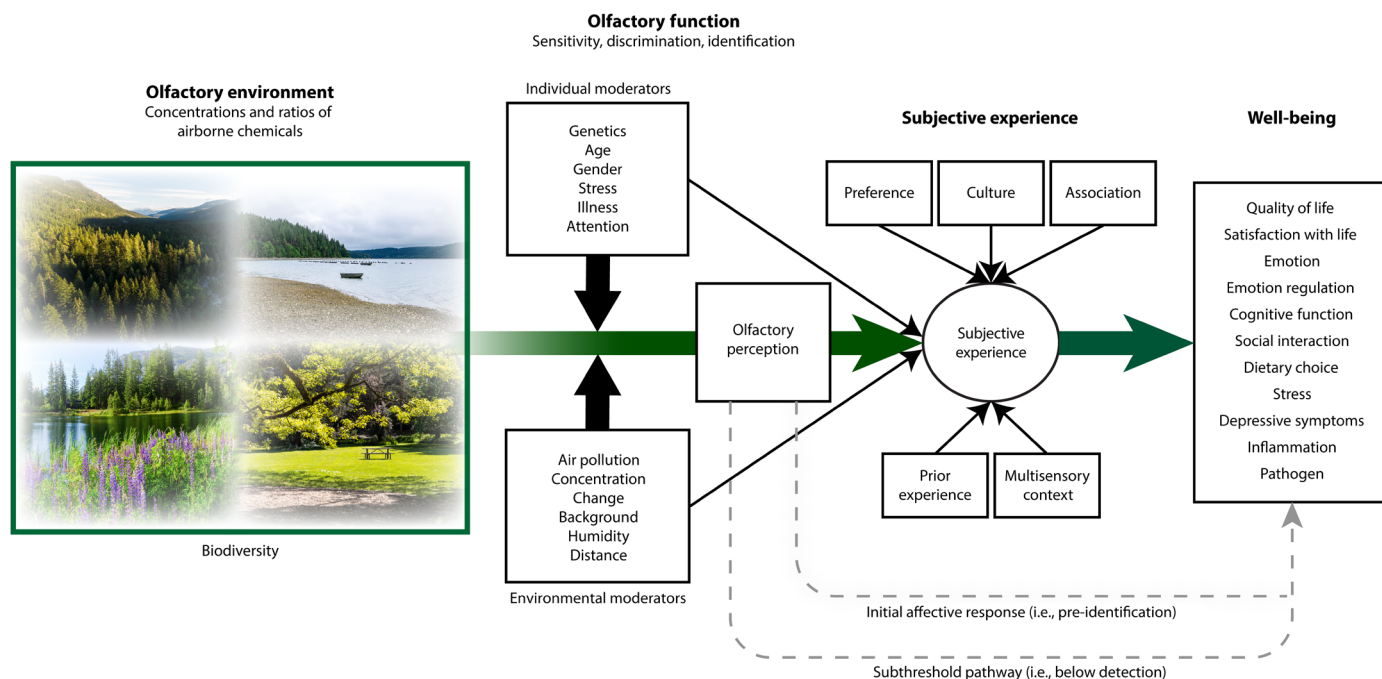 Olfactory function
Sensitivity, discrimination, identification
Olfactory environment
Concentrations and ratios of
airborne chemicals
Biodiversity
Individual moderators
Genetics
Age
Gender
Stress
Illness
Attention
Air pollution
Concentration
Change
Background
Humidity
Distance
Environmental moderators
Olfactory
perception
Subjective experience
Preference
Culture
Association
Subjective
experience
Prior
experience
Multisensory
context
Well-being
Quality of life
Satisfaction with life
Emotion
Emotion regulation
Cognitive function
Social interaction
Dietary choice
Stress
Depressive symptoms
Inflammation
Pathogen
Initial affective response (i.e., pre-identification)
Subthreshold pathway (i.e., below detection)